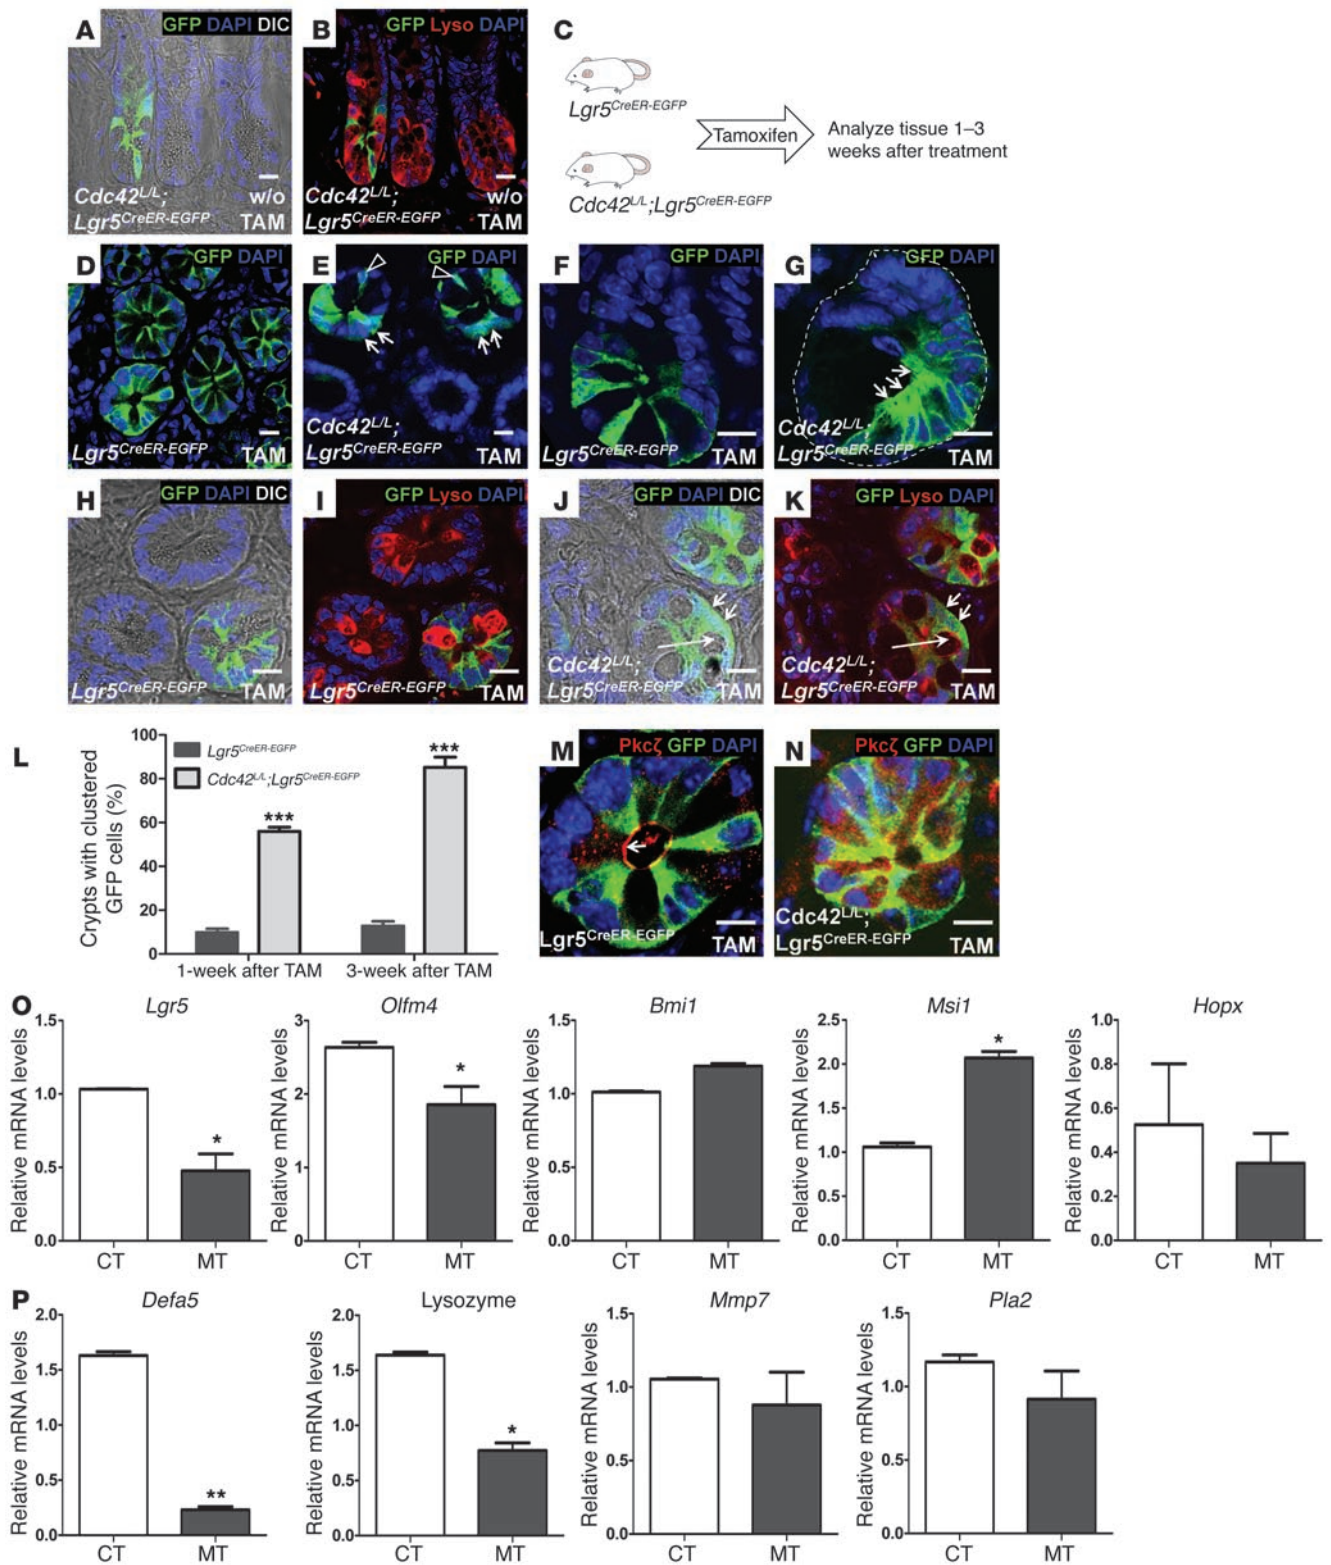 A
GFP DAPI DIC
Cdc42L/L;
Lgr5CreER-EGFP
w/o
TAM
B
GFP Lyso DAPI
Cdc42L/L;
Lgr5CreER-EGFP
w/o
TAM
C
Lgr5CreER-EGFP
Cdc42L/L;Lgr5CreER-EGFP
Tamoxifen
Analyze tissue 1–3
weeks after treatment
D
GFP DAPI
Lgr5CreER-EGFP
TAM
E
GFP DAPI
Cdc42L/L;
Lgr5CreER-EGFP
TAM
F
GFP DAPI
Lgr5CreER-EGFP
TAM
G
GFP DAPI
Cdc42L/L;
Lgr5CreER-EGFP
TAM
H
GFP DAPI DIC
Lgr5CreER-EGFP
TAM
I
GFP Lyso DAPI
Lgr5CreER-EGFP
TAM
J
GFP DAPI DIC
Cdc42L/L;
Lgr5CreER-EGFP
TAM
K
GFP Lyso DAPI
Cdc42L/L;
Lgr5CreER-EGFP
TAM
L
Crypts with clustered
GFP cells (%)
100
80
60
40
20
0
Lgr5CreER-EGFP
Cdc42L/L;Lgr5CreER-EGFP
***
***
1-week after TAM
3-week after TAM
M
Pkcζ GFP DAPI
Lgr5CreER-EGFP
TAM
N
Pkcζ GFP DAPI
Cdc42L/L;
Lgr5CreER-EGFP
TAM
O
Lgr5
Relative mRNA levels
1.5
1.0
0.5
0.0
*
CT
MT
Olfm4
Relative mRNA levels
3
2
1
0
*
CT
MT
Bmi1
Relative mRNA levels
1.5
1.0
0.5
0.0
CT
MT
Msi1
Relative mRNA levels
2.5
2.0
1.5
1.0
0.5
0.0
*
CT
MT
Hopx
Relative mRNA levels
1.0
0.8
0.6
0.4
0.2
0.0
CT
MT
P
Defa5
Relative mRNA levels
2.0
1.5
1.0
0.5
0.0
**
CT
MT
Lysozyme
Relative mRNA levels
2.0
1.5
1.0
0.5
0.0
*
CT
MT
Mmp7
Relative mRNA levels
1.5
1.0
0.5
0.0
CT
MT
Pla2
Relative mRNA levels
1.5
1.0
0.5
0.0
CT
MT